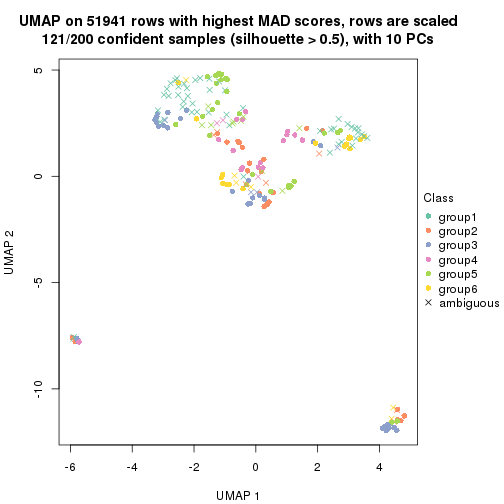 UMAP on 51941 rows with highest MAD scores, rows are scaled
121/200 confident samples (silhouette > 0.5), with 10 PCs
5
0
-5
-10
UMAP 2
-6
-4
-2
0
2
4
UMAP 1
Class
group1
group2
group3
group4
group5
group6
ambiguous